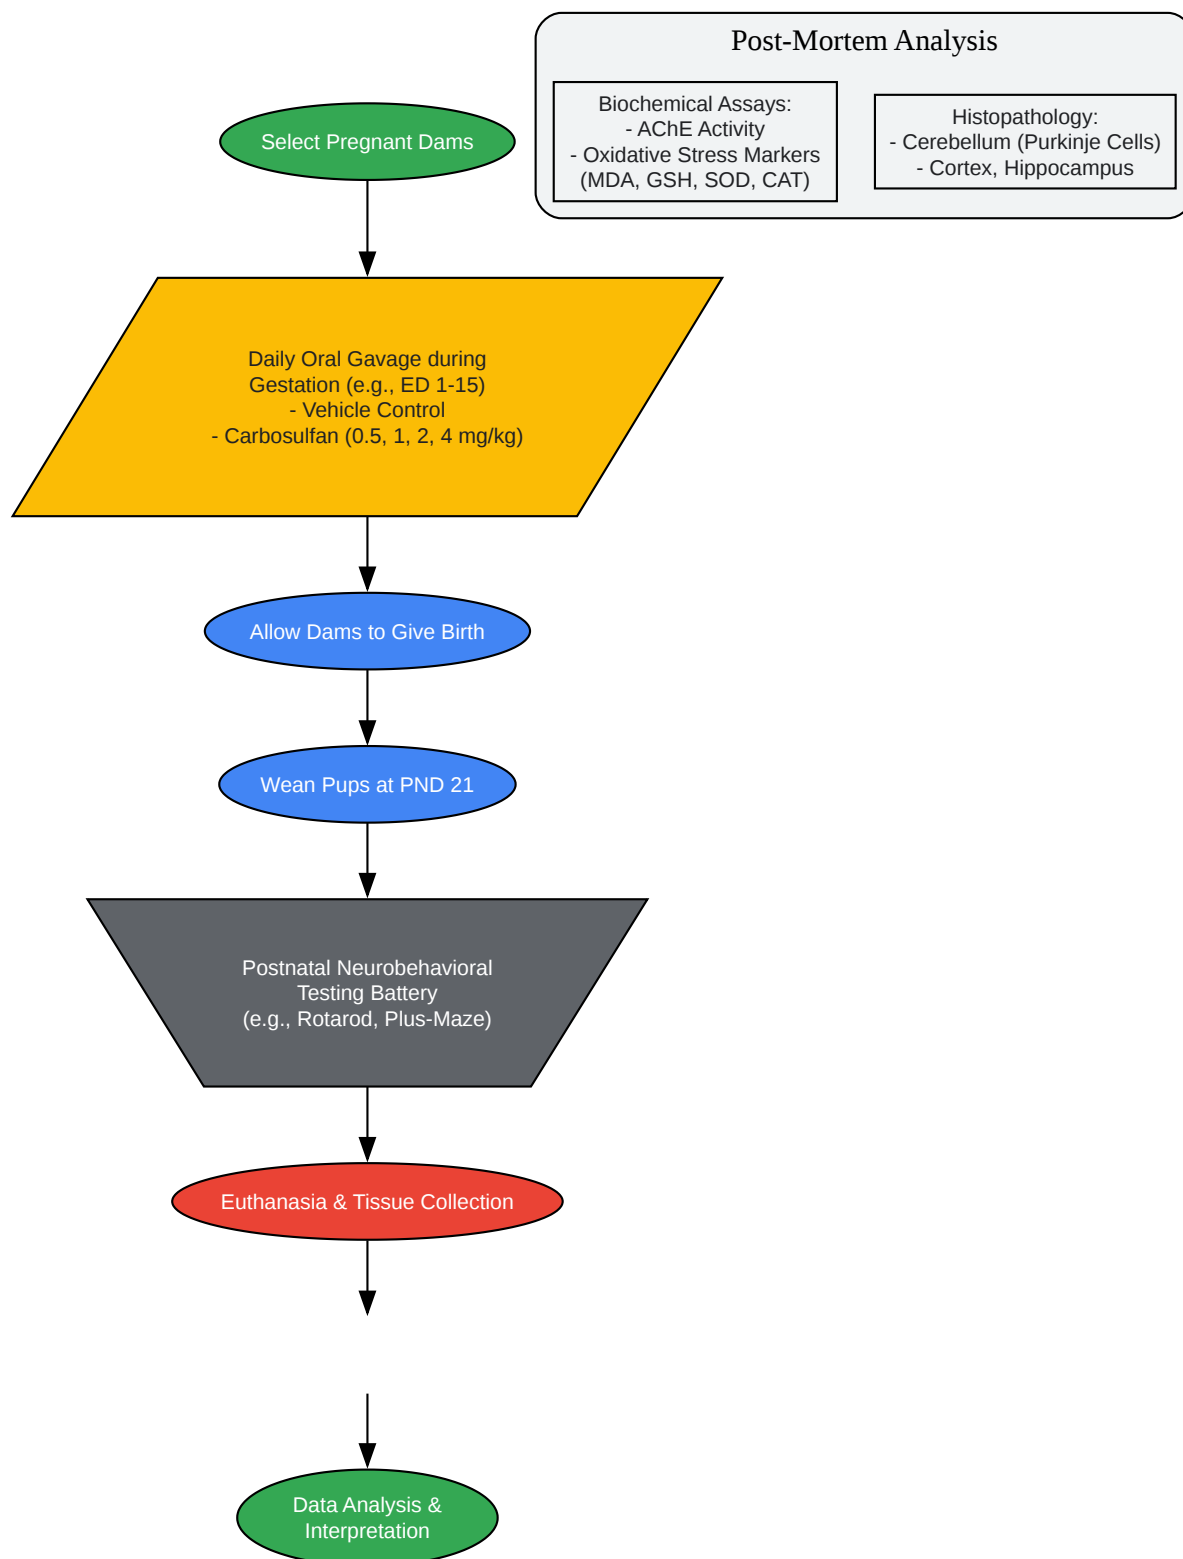 Post-Mortem Analysis
Biochemical Assays:
- AChE Activity
- Oxidative Stress Markers
(MDA, GSH, SOD, CAT)
Histopathology:
- Cerebellum (Purkinje Cells)
- Cortex, Hippocampus
Select Pregnant Dams
Daily Oral Gavage during
Gestation (e.g., ED 1-15)
- Vehicle Control
- Carbosulfan (0.5, 1, 2, 4 mg/kg)
Allow Dams to Give Birth
Wean Pups at PND 21
Postnatal Neurobehavioral
Testing Battery
(e.g., Rotarod, Plus-Maze)
Euthanasia & Tissue Collection
Data Analysis &
Interpretation